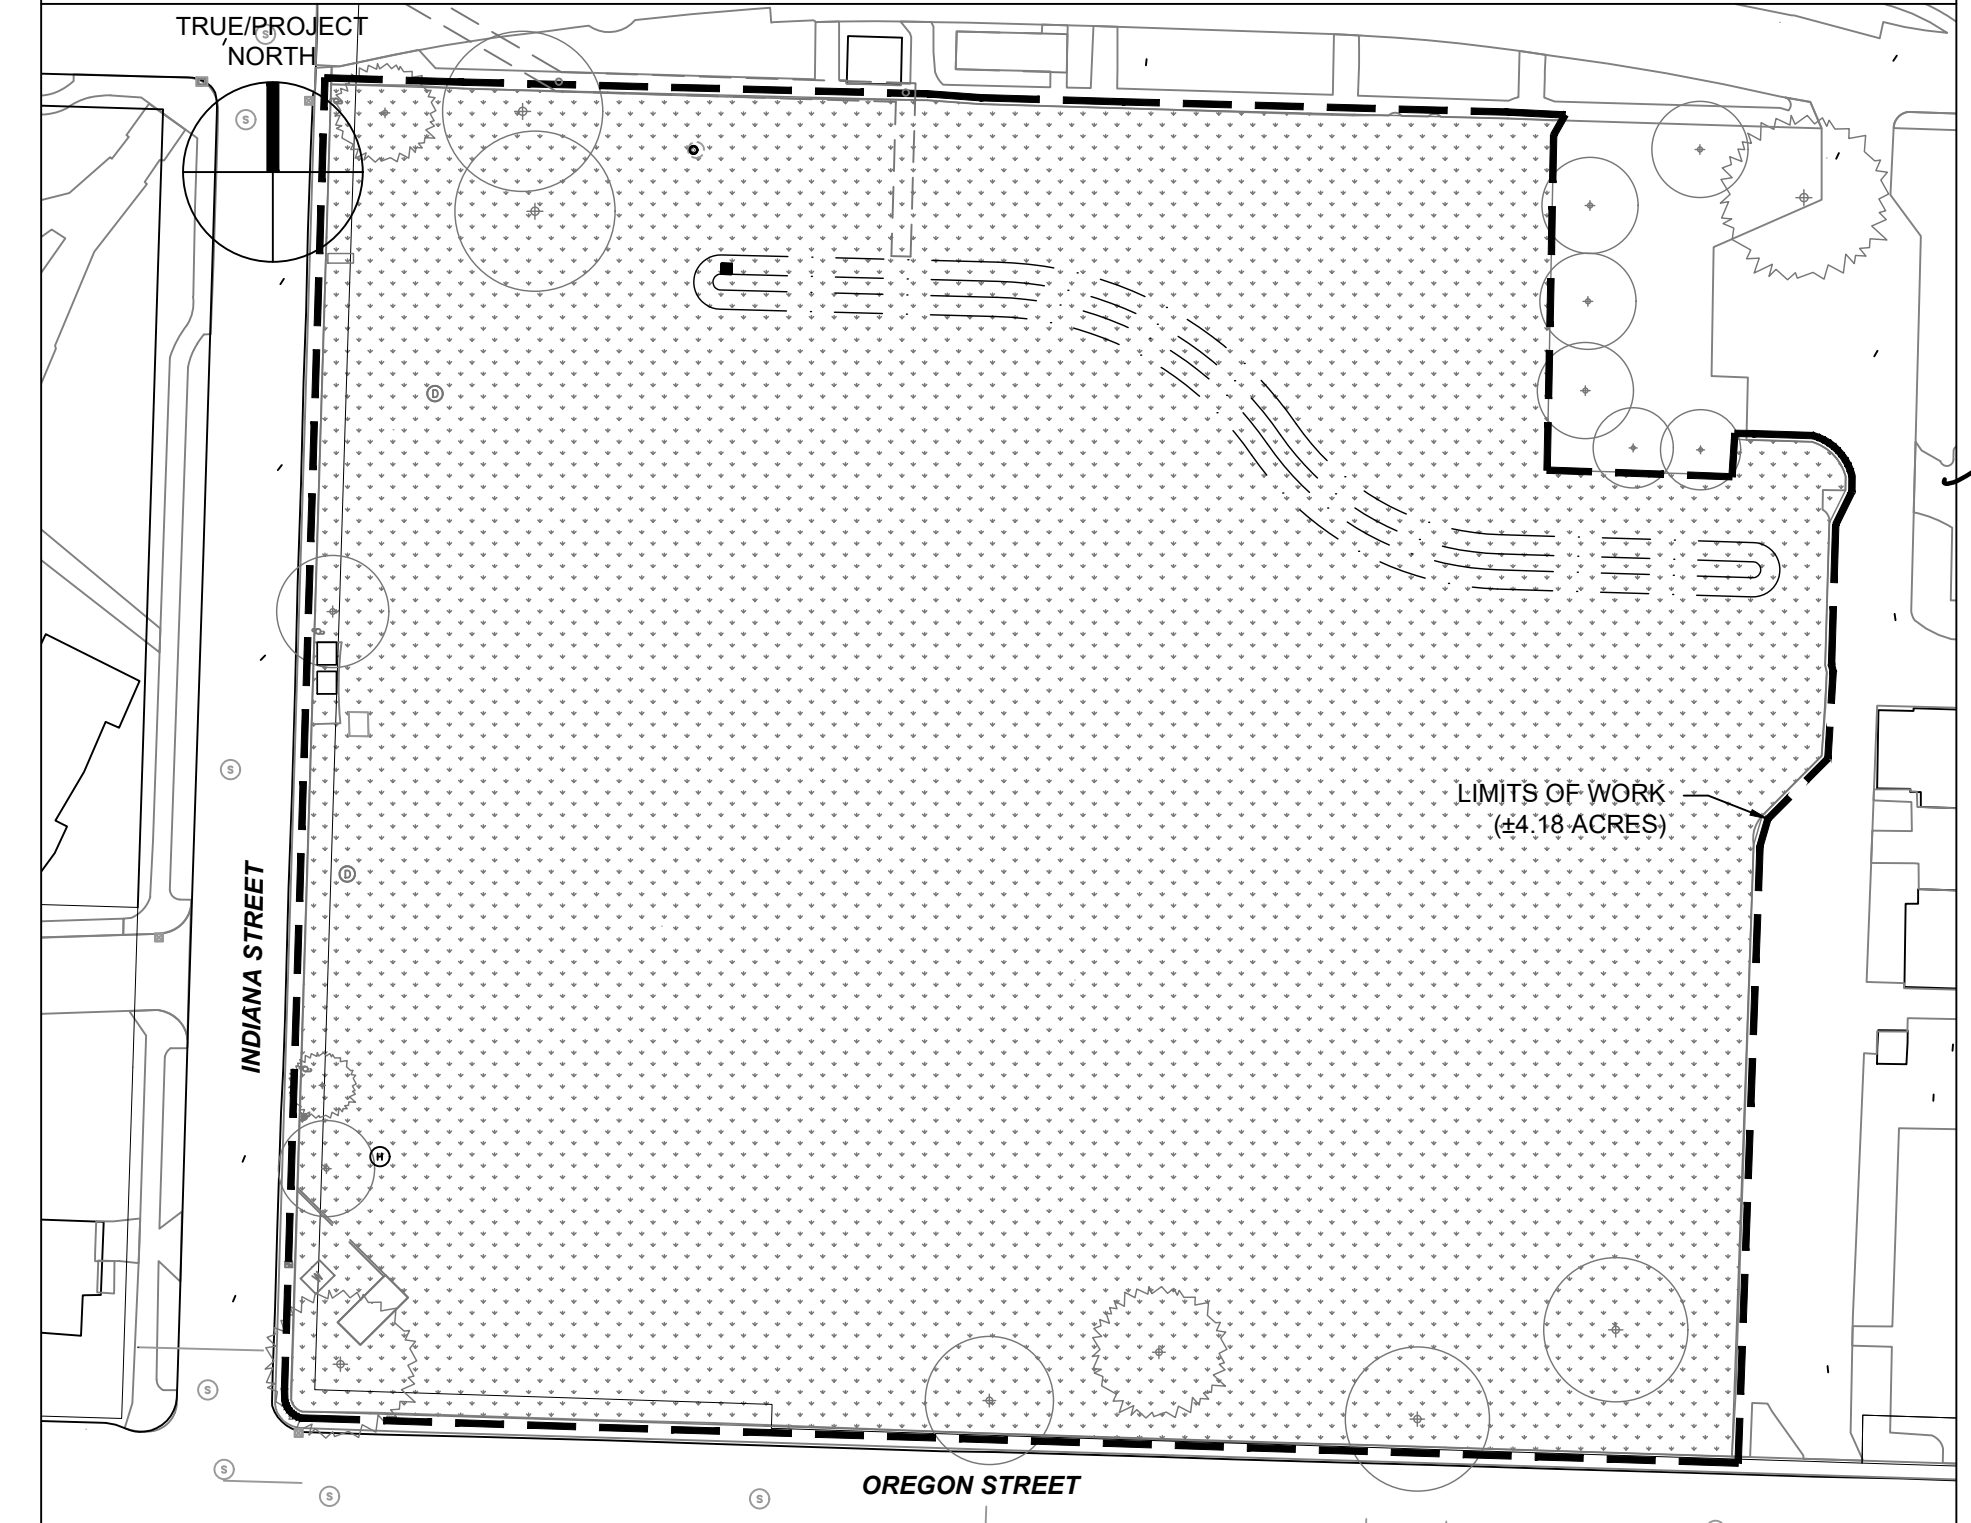 TRUE/PROJECT
NORTH
S
S
D
S
LIMITS OF WORK
(±4.18 ACRES)
D
INDIANA STREET
H
S
S
S
S
OREGON STREET